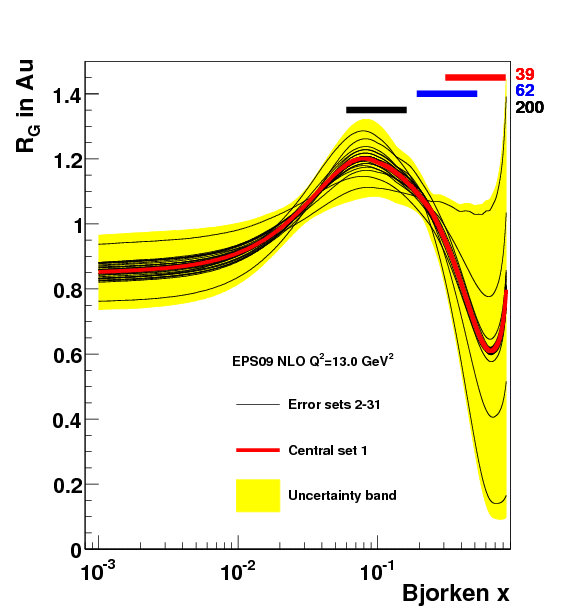 39
62
200
R_G in Au
1.4
1.2
1
0.8
0.6
0.4
0.2
0
EPS09 NLO Q²=13.0 GeV²
Error sets 2-31
Central set 1
Uncertainty band
10⁻³
10⁻²
10⁻¹
Bjorken x